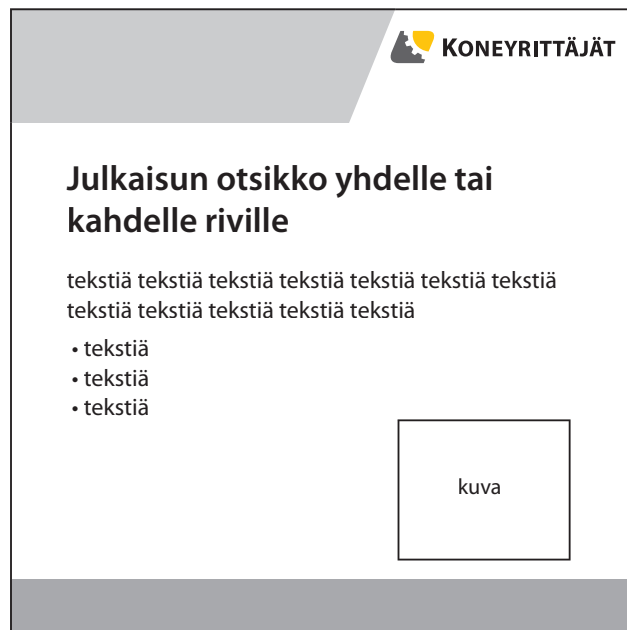 KONEYRITTÄJÄT
Julkaisun otsikko yhdelle tai
kahdelle riville
tekstiä tekstiä tekstiä tekstiä tekstiä tekstiä tekstiä
tekstiä tekstiä tekstiä tekstiä tekstiä
• tekstiä
• tekstiä
• tekstiä
kuva